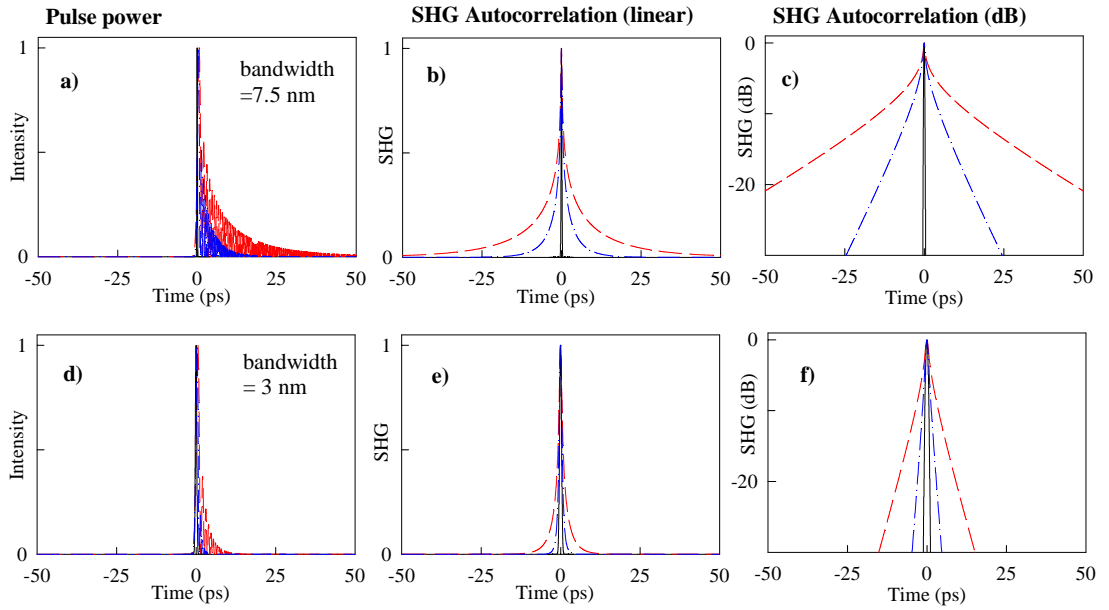 Pulse power
SHG Autocorrelation (linear)
SHG Autocorrelation (dB)
1
a)
bandwidth
=7.5 nm
Intensity
0
-50 -25 0 25 50
Time (ps)
1
b)
SHG
0
-50 -25 0 25 50
Time (ps)
0
c)
SHG (dB)
-20
-50 -25 0 25 50
Time (ps)
1
d)
bandwidth
= 3 nm
Intensity
0
-50 -25 0 25 50
Time (ps)
1
e)
SHG
0
-50 -25 0 25 50
Time (ps)
0
f)
SHG (dB)
-20
-50 -25 0 25 50
Time (ps)